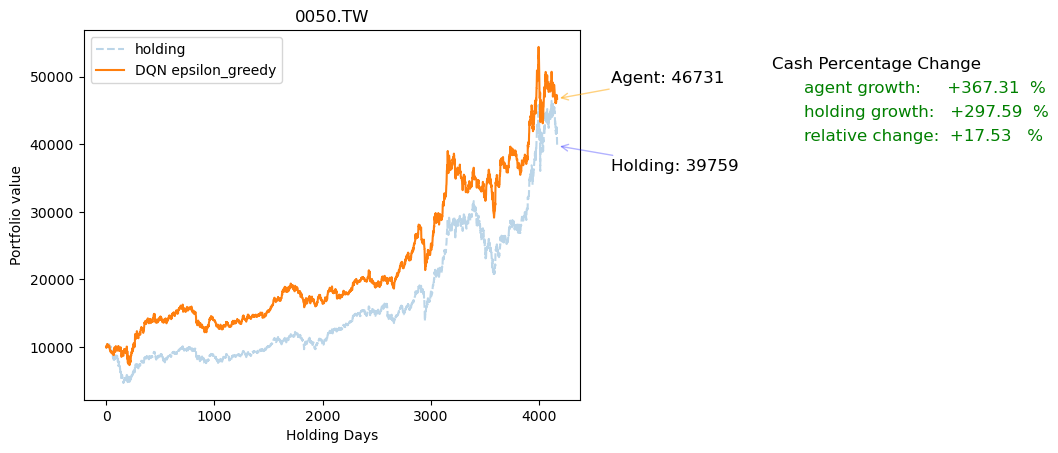 0050.TW
holding
DQN epsilon_greedy
Portfolio value
50000
40000
30000
20000
10000
0
1000
2000
3000
4000
Holding Days
Agent: 46731
Holding: 39759
Cash Percentage Change
agent growth: +367.31 %
holding growth: +297.59 %
relative change: +17.53 %